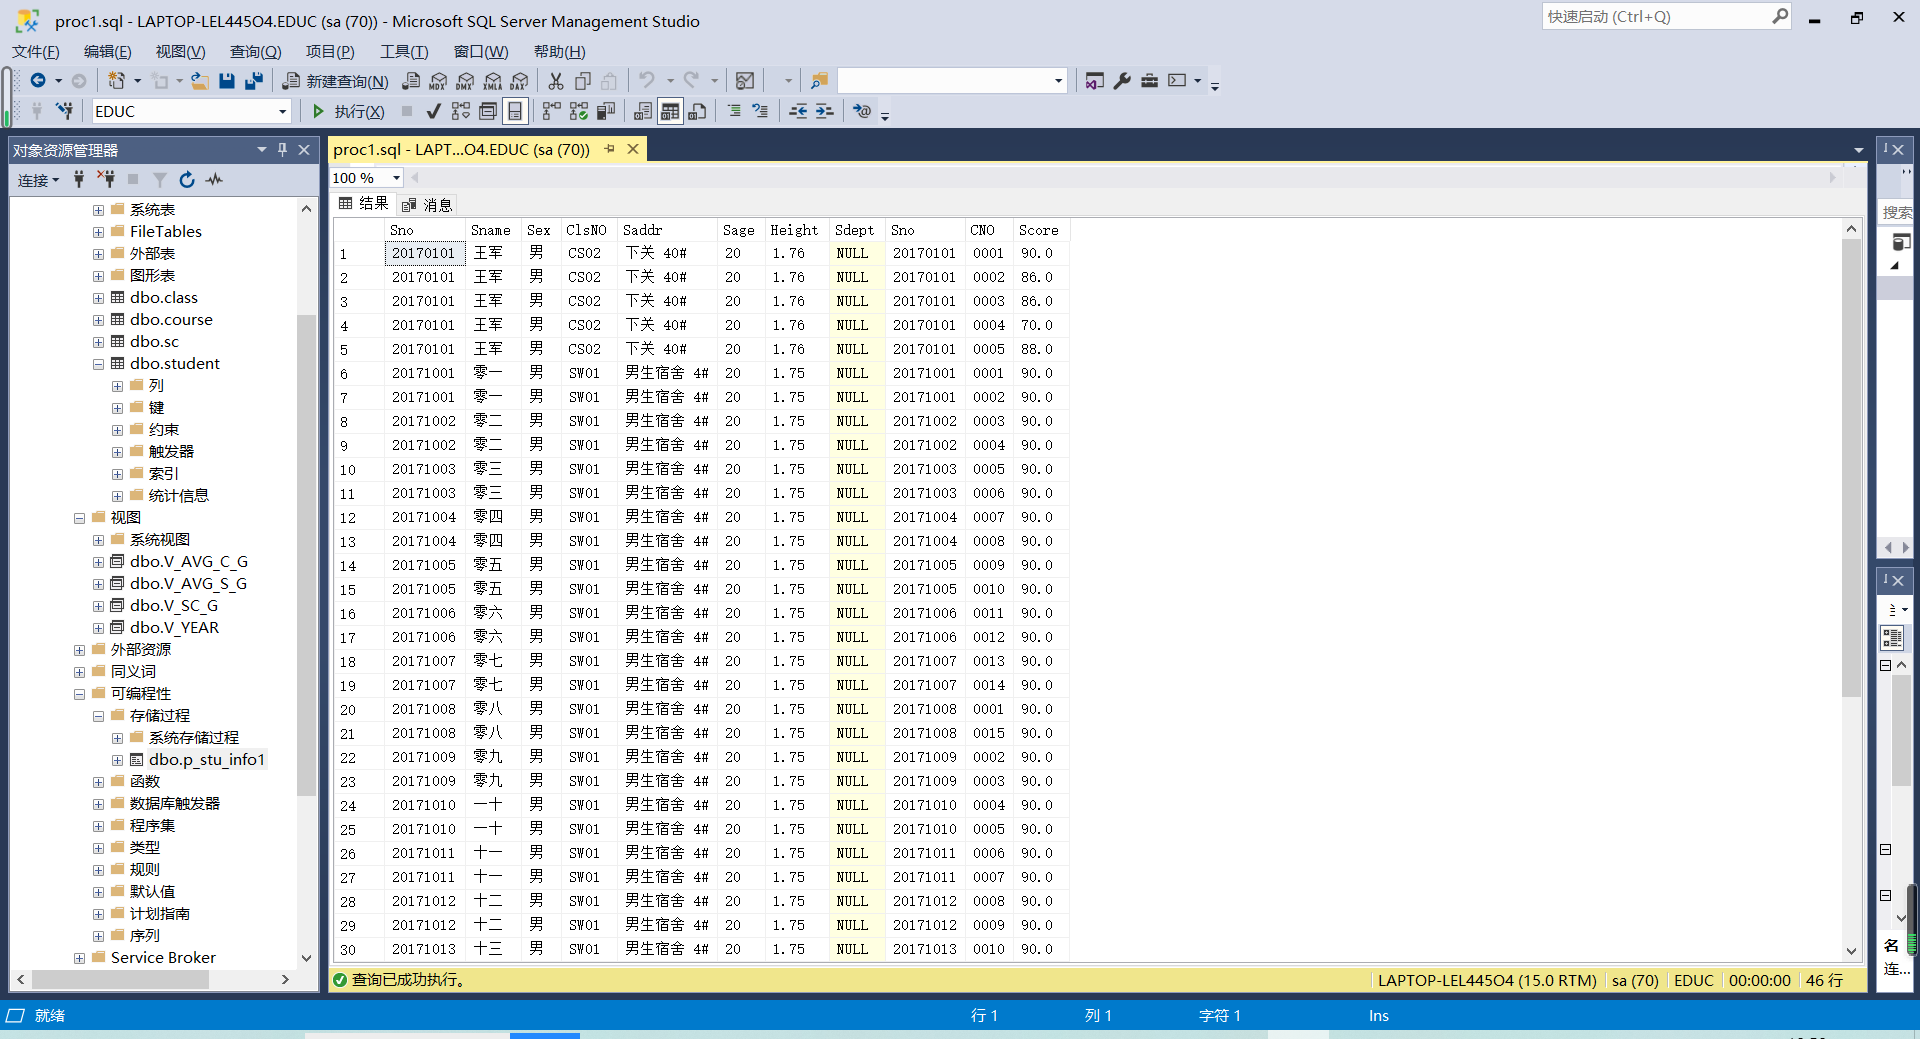 proc1.sql - LAPTOP-LEL445O4.EDUC (sa (70)) - Microsoft SQL Server Management Studio
快速启动 (Ctrl+Q)
文件(F) 编辑(E) 视图(V) 查询(Q) 项目(P) 工具(T) 窗口(W) 帮助(H)
新建查询(N) MDX DMX XMLA DAX
EDUC 执行(X)
对象资源管理器
连接
系统表
FileTables
外部表
图形表
dbo.class
dbo.course
dbo.sc
dbo.student
列
键
约束
触发器
索引
统计信息
视图
系统视图
dbo.V_AVG_C_G
dbo.V_AVG_S_G
dbo.V_SC_G
dbo.V_YEAR
外部资源
同义词
可编程性
存储过程
系统存储过程
dbo.p_stu_info1
函数
数据库触发器
程序集
类型
规则
默认值
计划指南
序列
Service Broker
proc1.sql - LAPT...O4.EDUC (sa (70))
100 %
结果 消息
Sno Sname Sex ClsNO Saddr Sage Height Sdept Sno CNO Score
1 20170101 王军 男 CS02 下关 40# 20 1.76 NULL 20170101 0001 90.0
2 20170101 王军 男 CS02 下关 40# 20 1.76 NULL 20170101 0002 86.0
3 20170101 王军 男 CS02 下关 40# 20 1.76 NULL 20170101 0003 86.0
4 20170101 王军 男 CS02 下关 40# 20 1.76 NULL 20170101 0004 70.0
5 20170101 王军 男 CS02 下关 40# 20 1.76 NULL 20170101 0005 88.0
6 20171001 零一 男 SW01 男生宿舍 4# 20 1.75 NULL 20171001 0001 90.0
7 20171001 零一 男 SW01 男生宿舍 4# 20 1.75 NULL 20171001 0002 90.0
8 20171002 零二 男 SW01 男生宿舍 4# 20 1.75 NULL 20171002 0003 90.0
9 20171002 零二 男 SW01 男生宿舍 4# 20 1.75 NULL 20171002 0004 90.0
10 20171003 零三 男 SW01 男生宿舍 4# 20 1.75 NULL 20171003 0005 90.0
11 20171003 零三 男 SW01 男生宿舍 4# 20 1.75 NULL 20171003 0006 90.0
12 20171004 零四 男 SW01 男生宿舍 4# 20 1.75 NULL 20171004 0007 90.0
13 20171004 零四 男 SW01 男生宿舍 4# 20 1.75 NULL 20171004 0008 90.0
14 20171005 零五 男 SW01 男生宿舍 4# 20 1.75 NULL 20171005 0009 90.0
15 20171005 零五 男 SW01 男生宿舍 4# 20 1.75 NULL 20171005 0010 90.0
16 20171006 零六 男 SW01 男生宿舍 4# 20 1.75 NULL 20171006 0011 90.0
17 20171006 零六 男 SW01 男生宿舍 4# 20 1.75 NULL 20171006 0012 90.0
18 20171007 零七 男 SW01 男生宿舍 4# 20 1.75 NULL 20171007 0013 90.0
19 20171007 零七 男 SW01 男生宿舍 4# 20 1.75 NULL 20171007 0014 90.0
20 20171008 零八 男 SW01 男生宿舍 4# 20 1.75 NULL 20171008 0001 90.0
21 20171008 零八 男 SW01 男生宿舍 4# 20 1.75 NULL 20171008 0015 90.0
22 20171009 零九 男 SW01 男生宿舍 4# 20 1.75 NULL 20171009 0002 90.0
23 20171009 零九 男 SW01 男生宿舍 4# 20 1.75 NULL 20171009 0003 90.0
24 20171010 一十 男 SW01 男生宿舍 4# 20 1.75 NULL 20171010 0004 90.0
25 20171010 一十 男 SW01 男生宿舍 4# 20 1.75 NULL 20171010 0005 90.0
26 20171011 十一 男 SW01 男生宿舍 4# 20 1.75 NULL 20171011 0006 90.0
27 20171011 十一 男 SW01 男生宿舍 4# 20 1.75 NULL 20171011 0007 90.0
28 20171012 十二 男 SW01 男生宿舍 4# 20 1.75 NULL 20171012 0008 90.0
29 20171012 十二 男 SW01 男生宿舍 4# 20 1.75 NULL 20171012 0009 90.0
30 20171013 十三 男 SW01 男生宿舍 4# 20 1.75 NULL 20171013 0010 90.0
查询已成功执行。 LAPTOP-LEL445O4 (15.0 RTM) sa (70) EDUC 00:00:00 46 行
搜索
名
连...
就绪 行 1 列 1 字符 1 Ins